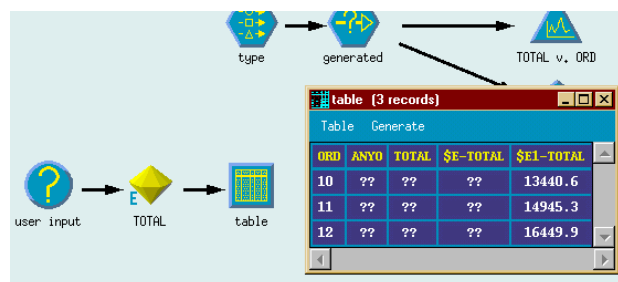 type
generated
TOTAL v. ORD
table (3 records)
Table Generate
ORD ANYO TOTAL $E-TOTAL $E1-TOTAL
10 ?? ?? ?? 13440.6
11 ?? ?? ?? 14945.3
12 ?? ?? ?? 16449.9
?
E
user input
TOTAL
table